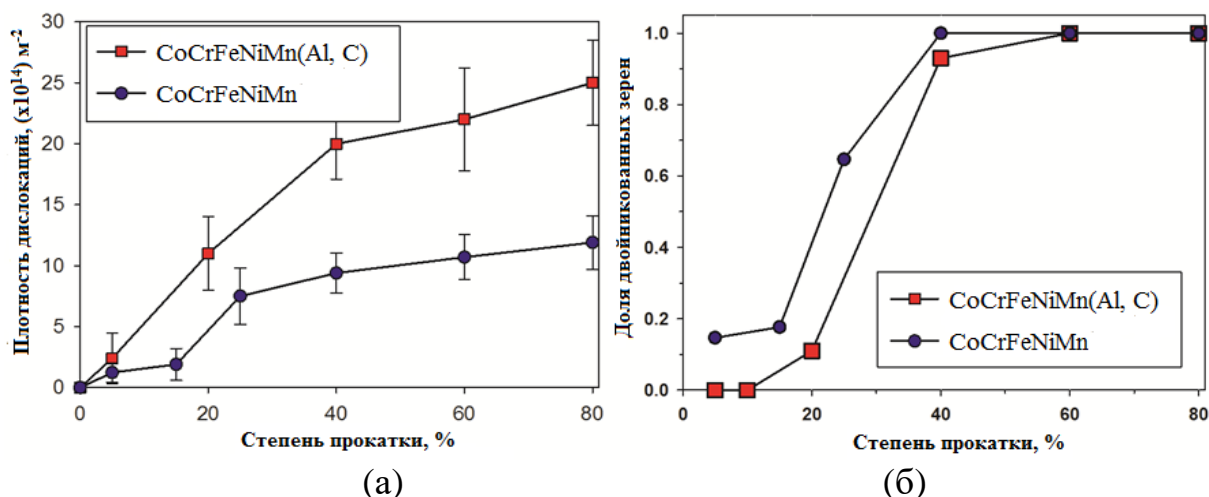 Плотность дислокаций, (x10¹⁴) м⁻²
30
25
20
15
10
5
0
CoCrFeNiMn(Al, C)
CoCrFeNiMn
0 20 40 60 80
Степень прокатки, %
(а)
Доля двойникованных зерен
1.0
0.8
0.6
0.4
0.2
0.0
CoCrFeNiMn(Al, C)
CoCrFeNiMn
0 20 40 60 80
Степень прокатки, %
(б)